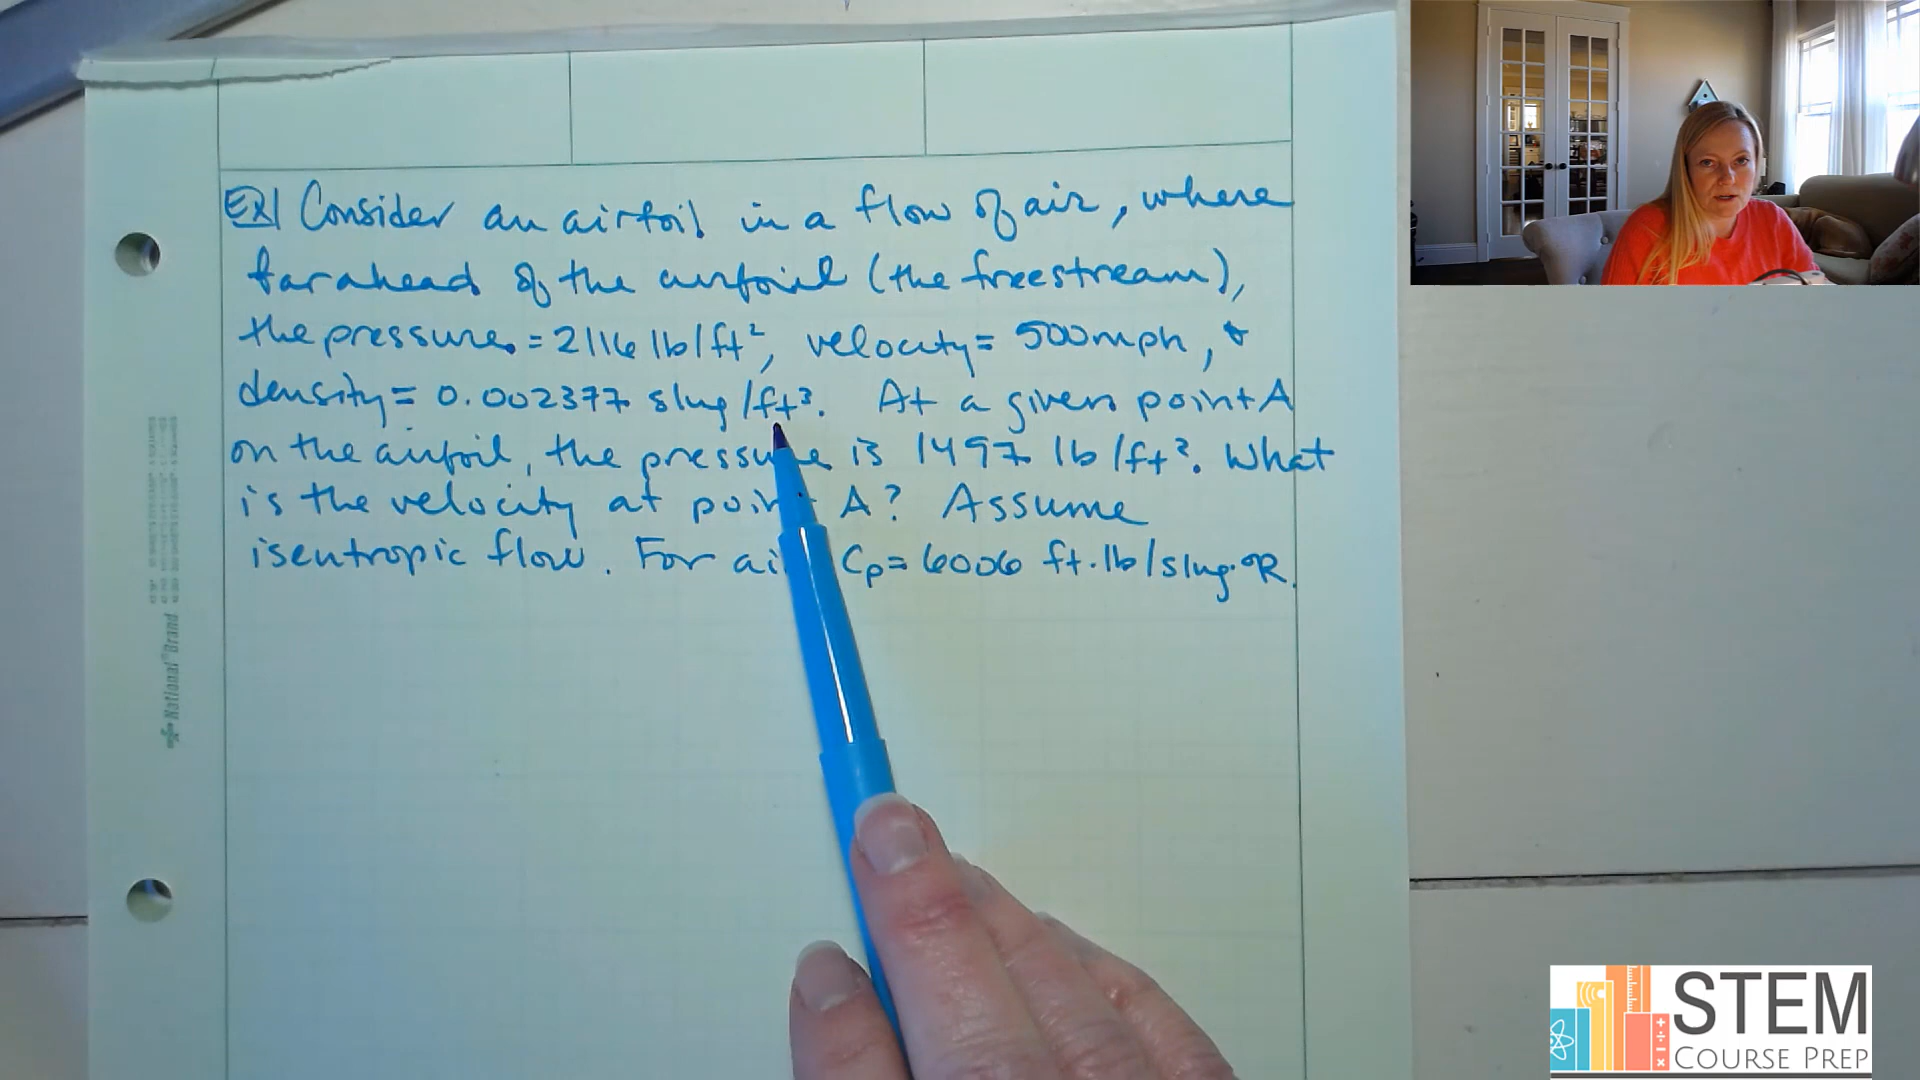 EX1 Consider an airfoil in a flow of air, where
far ahead of the airfoil (the freestream),
the pressure = 2116 lb/ft², velocity = 500mph, &
density = 0.002377 slug/ft³. At a given point A
on the airfoil, the pressure is 1497 lb/ft². What
is the velocity at point A? Assume
isentropic flow. For Cp = 6006 ft·lb/slug·°R.
National Brand
STEM
COURSE PREP